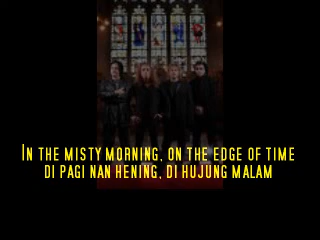 In the misty morning, on the edge of time
di pagi nan hening, di hujung malam